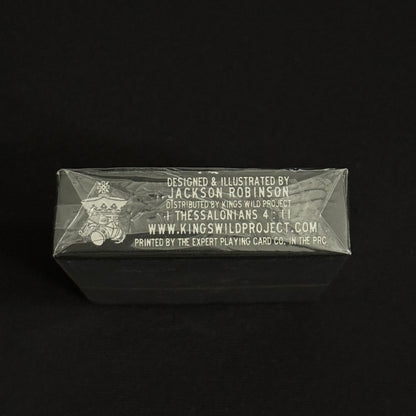 DESIGNED & ILLUSTRATED BY
JACKSON ROBINSON
DISTRIBUTED BY KINGS WILD PROJECT
1 THESSALONIANS 4 : 11
WWW.KINGSWILDPROJECT.COM
PRINTED BY THE EXPERT PLAYING CARD CO. IN THE PRC